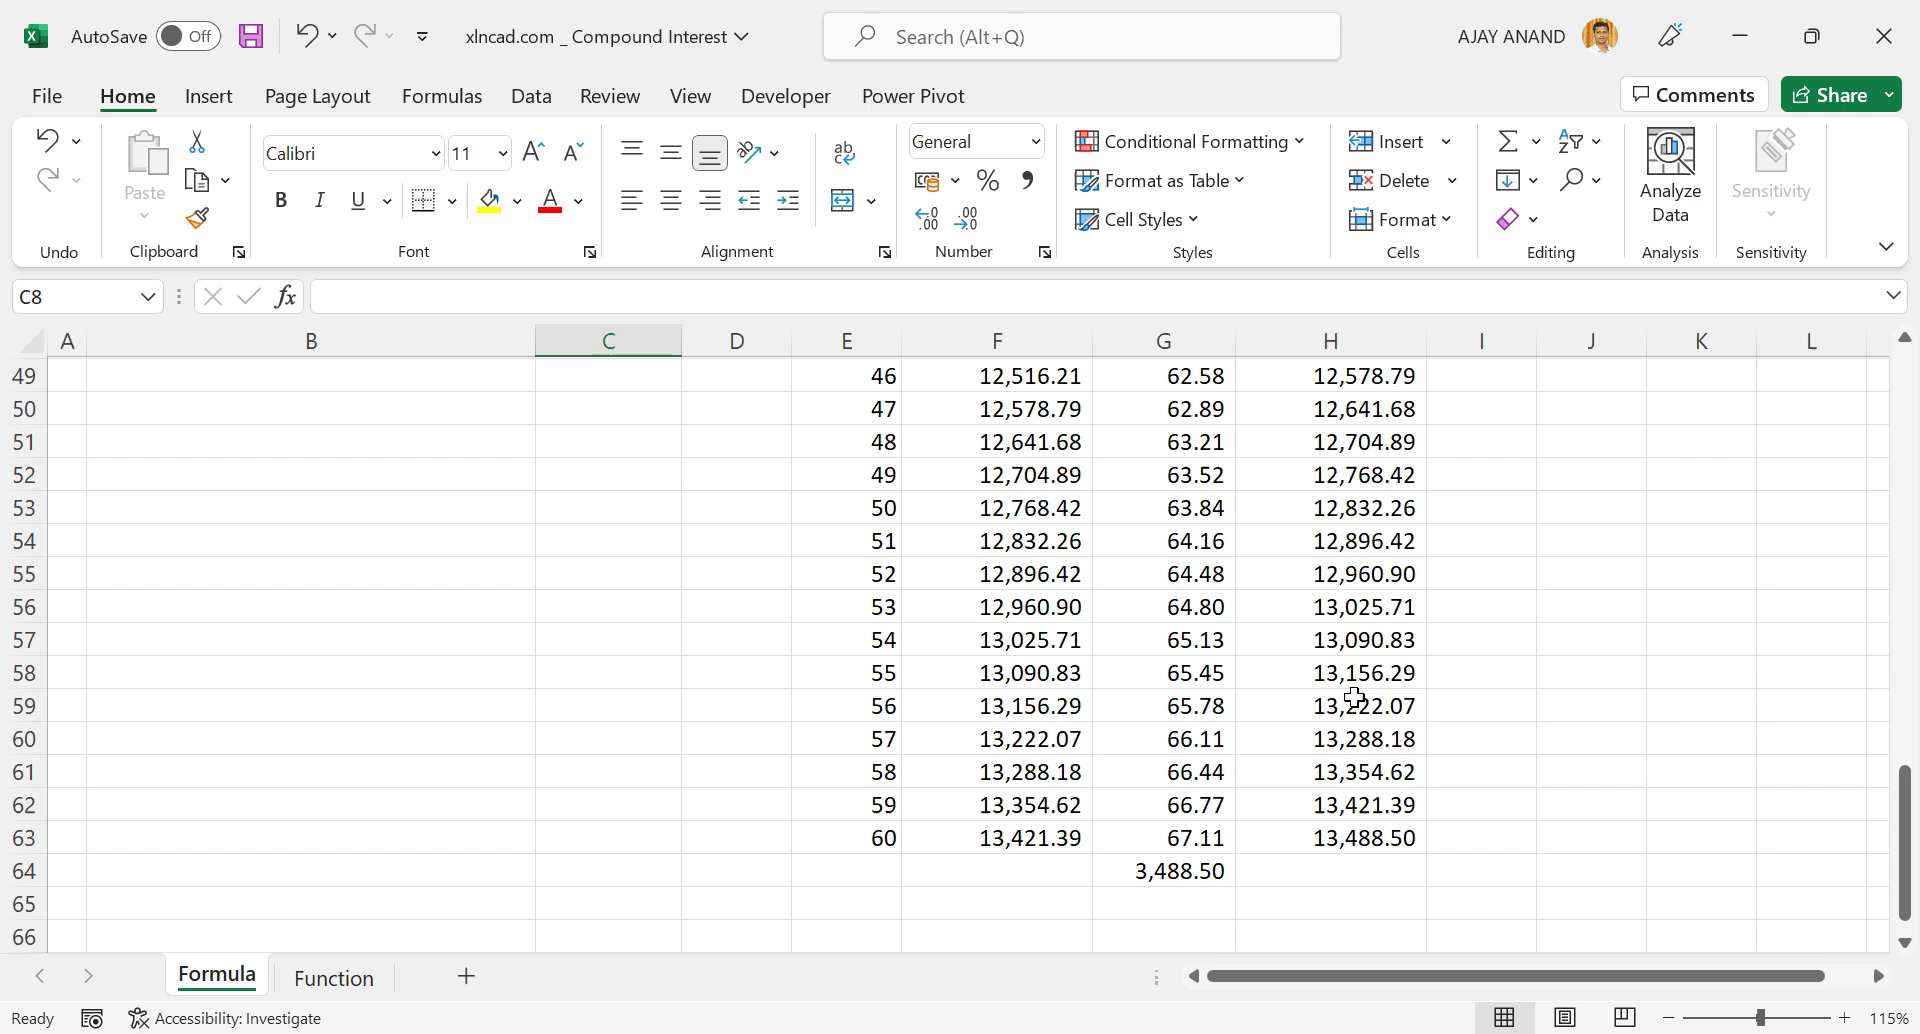 AutoSave Off xlncad.com _ Compound Interest Search (Alt+Q) AJAY ANAND
File Home Insert Page Layout Formulas Data Review View Developer Power Pivot Comments Share
Undo
Paste
Clipboard
Calibri 11
B I U A
Font
ab
Alignment
General
% 9
.00
Number
Conditional Formatting
Format as Table
Cell Styles
Styles
Insert
Delete
Format
Cells
Editing
Analyze
Data
Analysis
Sensitivity
Sensitivity
C8 fx
A B C D E F G H I J K L
49 46 12,516.21 62.58 12,578.79
50 47 12,578.79 62.89 12,641.68
51 48 12,641.68 63.21 12,704.89
52 49 12,704.89 63.52 12,768.42
53 50 12,768.42 63.84 12,832.26
54 51 12,832.26 64.16 12,896.42
55 52 12,896.42 64.48 12,960.90
56 53 12,960.90 64.80 13,025.71
57 54 13,025.71 65.13 13,090.83
58 55 13,090.83 65.45 13,156.29
59 56 13,156.29 65.78 13,222.07
60 57 13,222.07 66.11 13,288.18
61 58 13,288.18 66.44 13,354.62
62 59 13,354.62 66.77 13,421.39
63 60 13,421.39 67.11 13,488.50
64 3,488.50
65
66
Formula Function
Ready Accessibility: Investigate 115%